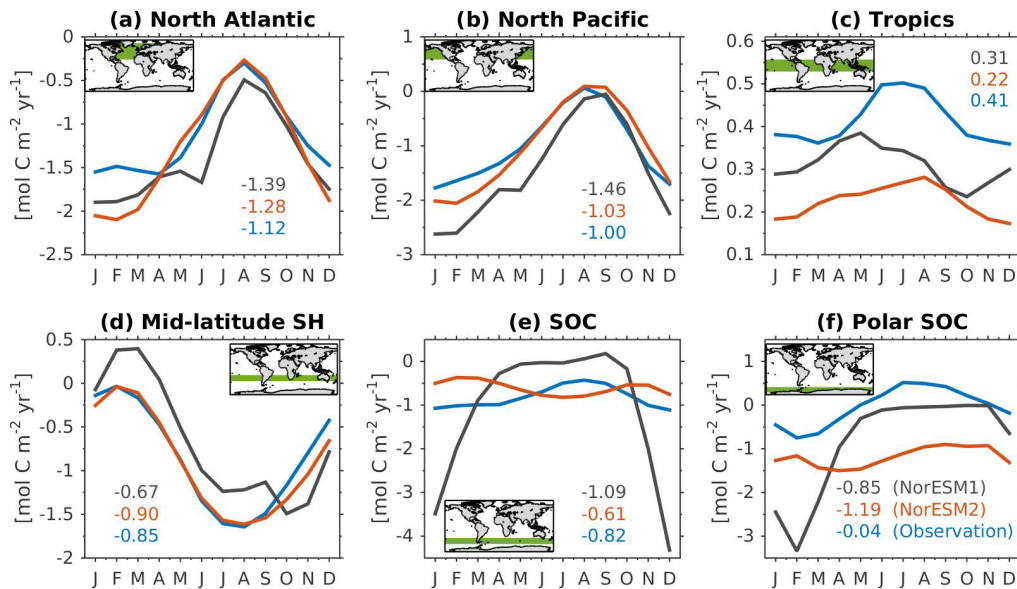 (a) North Atlantic
[mol C m⁻² yr⁻¹]
0
-0.5
-1
-1.5
-2
-2.5
-1.39
-1.28
-1.12
J F M A M J J A S O N D
(b) North Pacific
[mol C m⁻² yr⁻¹]
1
0
-1
-2
-3
-1.46
-1.03
-1.00
J F M A M J J A S O N D
(c) Tropics
[mol C m⁻² yr⁻¹]
0.6
0.5
0.4
0.3
0.2
0.1
0.31
0.22
0.41
J F M A M J J A S O N D
(d) Mid-latitude SH
[mol C m⁻² yr⁻¹]
0.5
0
-0.5
-1
-1.5
-2
-0.67
-0.90
-0.85
J F M A M J J A S O N D
(e) SOC
[mol C m⁻² yr⁻¹]
0
-1
-2
-3
-4
-1.09
-0.61
-0.82
J F M A M J J A S O N D
(f) Polar SOC
[mol C m⁻² yr⁻¹]
1
0
-1
-2
-3
-0.85 (NorESM1)
-1.19 (NorESM2)
-0.04 (Observation)
J F M A M J J A S O N D